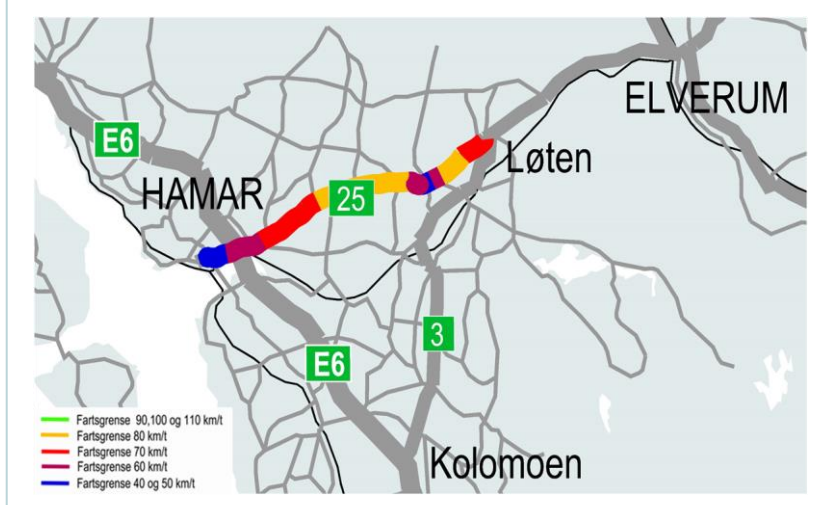 ELVERUM
E6
Løten
HAMAR
25
3
E6
Kolomoen
Fartsgrense 90,100 og 110 km/t
Fartsgrense 80 km/t
Fartsgrense 70 km/t
Fartsgrense 60 km/t
Fartsgrense 40 og 50 km/t